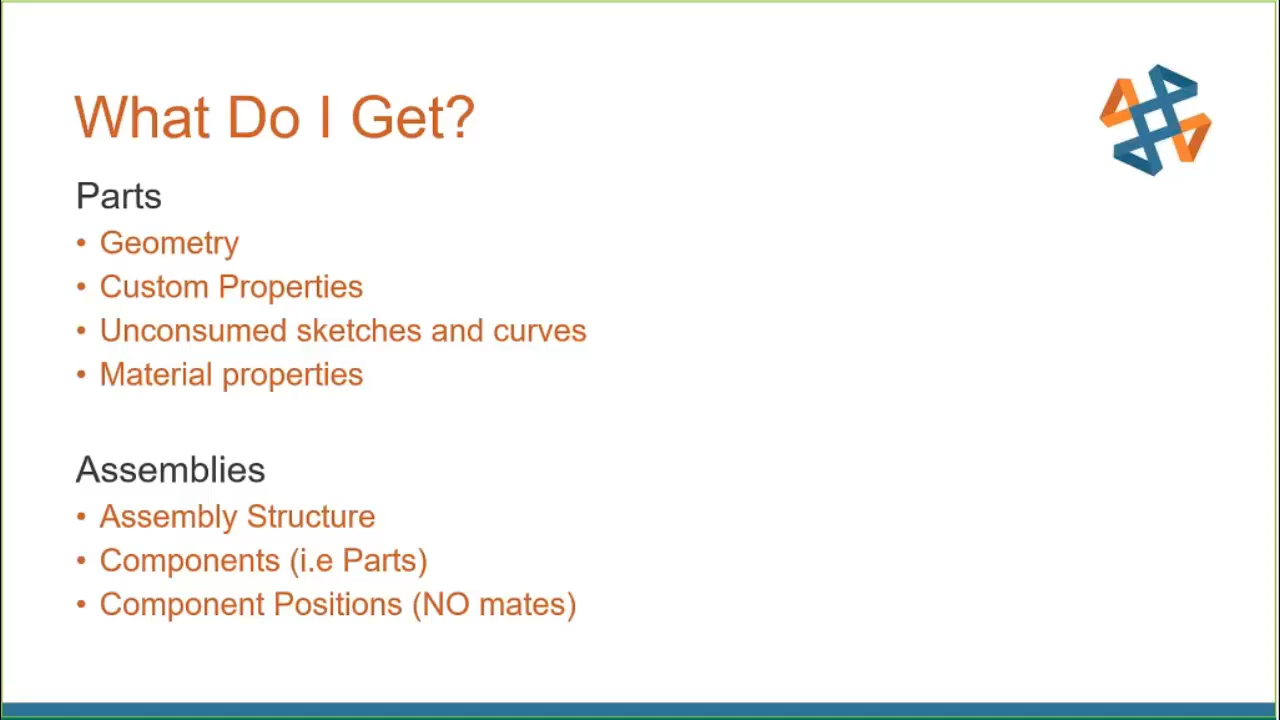 What Do I Get?
Parts
• Geometry
• Custom Properties
• Unconsumed sketches and curves
• Material properties
Assemblies
• Assembly Structure
• Components (i.e Parts)
• Component Positions (NO mates)